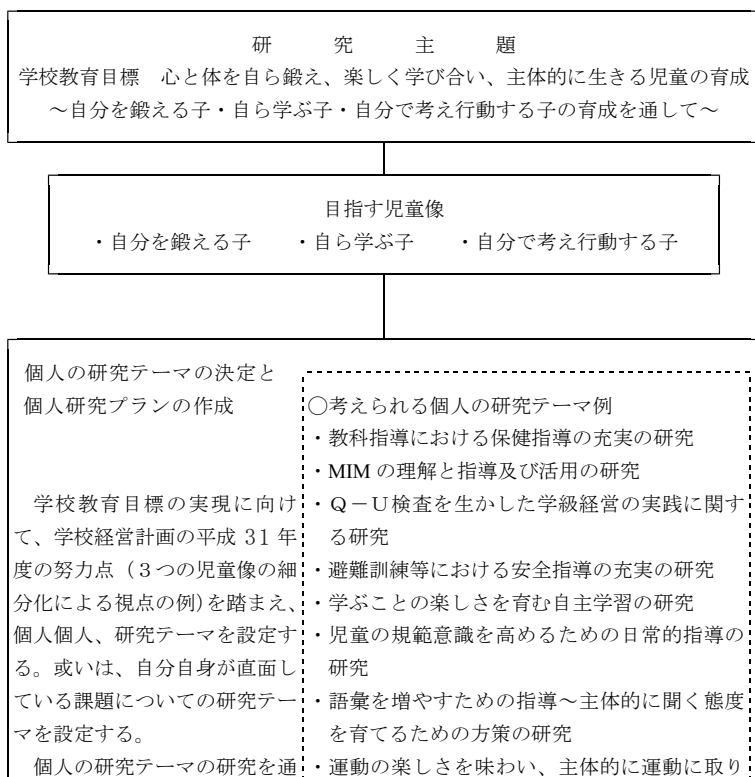 研究主題
学校教育目標　心と体を自ら鍛え、楽しく学び合い、主体的に生きる児童の育成
～自分を鍛える子・自ら学ぶ子・自分で考え行動する子の育成を通して～
目指す児童像
・自分を鍛える子　・自ら学ぶ子　・自分で考え行動する子
個人の研究テーマの決定と
個人研究プランの作成
学校教育目標の実現に向け
て、学校経営計画の平成 31 年
度の努力点（３つの児童像の細
分化による視点の例）を踏まえ、
個人個人、研究テーマを設定す
る。或いは、自分自身が直面し
ている課題についての研究テー
マを設定する。
個人の研究テーマの研究を通
○考えられる個人の研究テーマ例
・教科指導における保健指導の充実の研究
・MIM の理解と指導及び活用の研究
・Ｑ－Ｕ検査を生かした学級経営の実践に関す
る研究
・避難訓練等における安全指導の充実の研究
・学ぶことの楽しさを育む自主学習の研究
・児童の規範意識を高めるための日常的指導の
研究
・語彙を増やすための指導～主体的に聞く態度
を育てるための方策の研究
・運動の楽しさを味わい、主体的に運動に取り